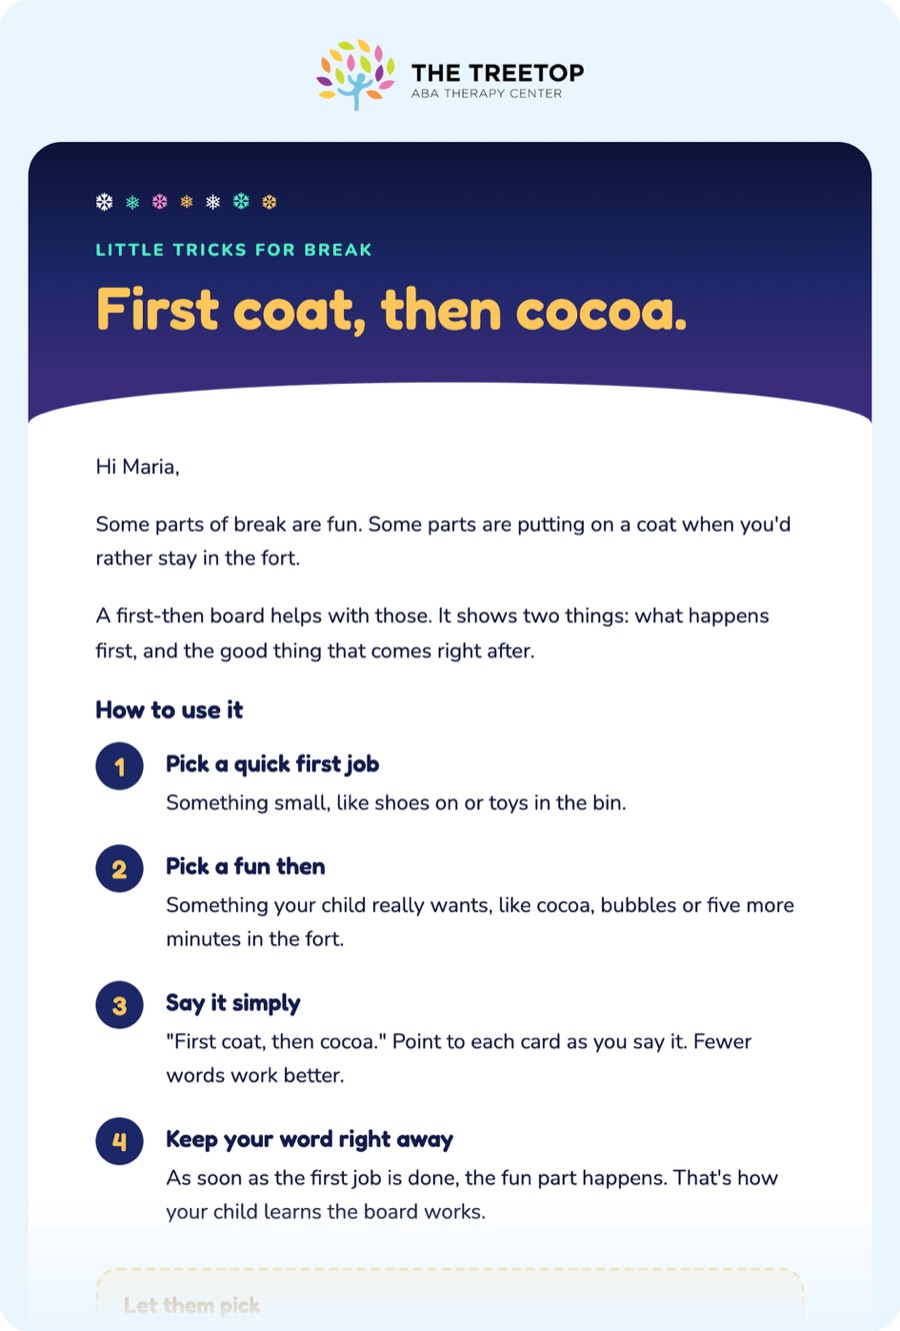 THE TREETOP
ABA THERAPY CENTER
LITTLE TRICKS FOR BREAK
First coat, then cocoa.
Hi Maria,
Some parts of break are fun. Some parts are putting on a coat when you'd
rather stay in the fort.
A first-then board helps with those. It shows two things: what happens
first, and the good thing that comes right after.
How to use it
1
Pick a quick first job
Something small, like shoes on or toys in the bin.
2
Pick a fun then
Something your child really wants, like cocoa, bubbles or five more
minutes in the fort.
3
Say it simply
"First coat, then cocoa." Point to each card as you say it. Fewer
words work better.
4
Keep your word right away
As soon as the first job is done, the fun part happens. That's how
your child learns the board works.
Let them pick